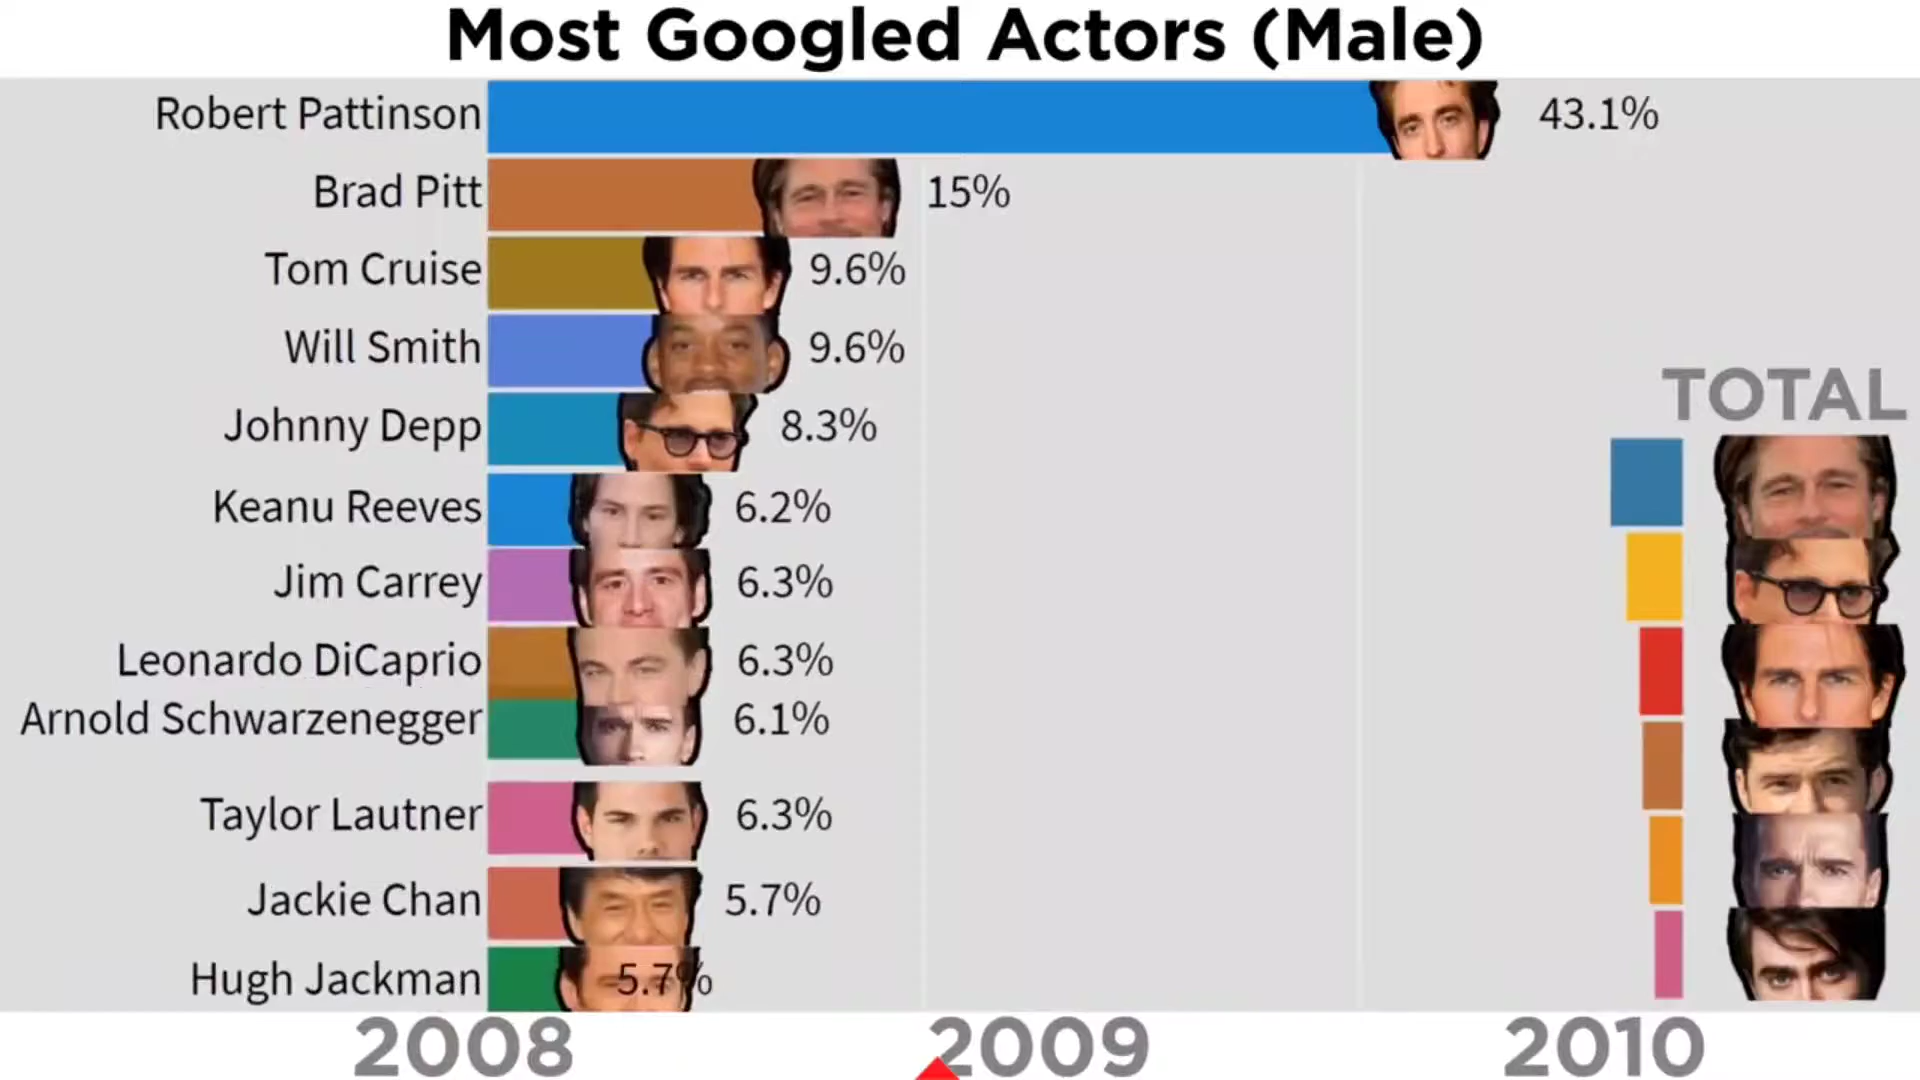 Most Googled Actors (Male)
Robert Pattinson 43.1%
Brad Pitt 15%
Tom Cruise 9.6%
Will Smith 9.6%
Johnny Depp 8.3%
Keanu Reeves 6.2%
Jim Carrey 6.3%
Leonardo DiCaprio 6.3%
Arnold Schwarzenegger 6.1%
Taylor Lautner 6.3%
Jackie Chan 5.7%
Hugh Jackman 5.7%
TOTAL
2008 2009 2010